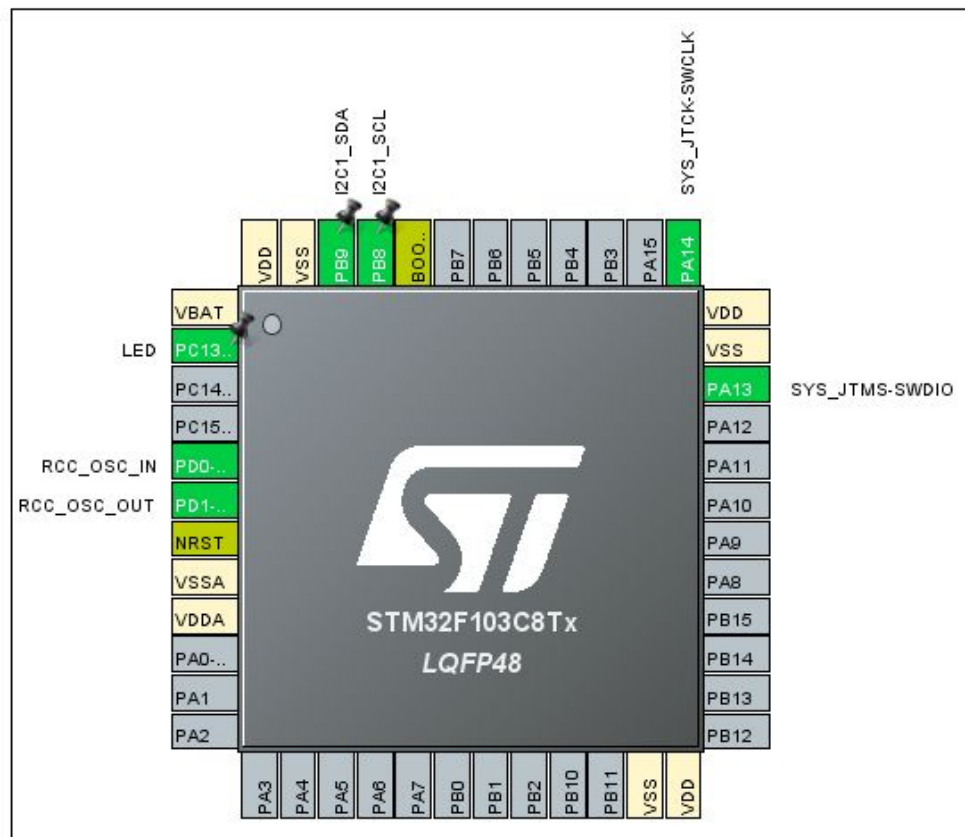 I2C1_SDA
I2C1_SCL
SYS_JTCK-SWCLK
VDD
VSS
PB9
PB8
BOO..
PB7
PB6
PB5
PB4
PB3
PA15
PA14
VBAT
LED
PC13..
PC14..
PC15..
RCC_OSC_IN
PD0-..
RCC_OSC_OUT
PD1-..
NRST
VSSA
VDDA
PA0-..
PA1
PA2
VDD
VSS
PA13
SYS_JTMS-SWDIO
PA12
PA11
PA10
PA9
PA8
PB15
PB14
PB13
PB12
ST
STM32F103C8Tx
LQFP48
PA3
PA4
PA5
PA6
PA7
PB0
PB1
PB2
PB10
PB11
VSS
VDD